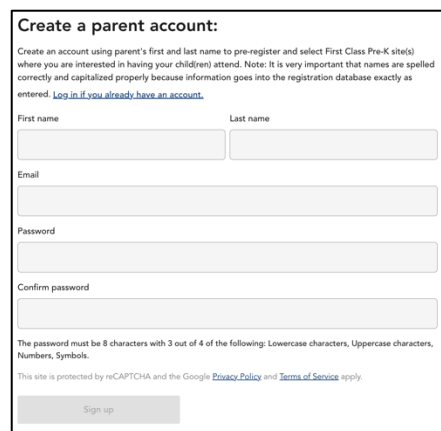 Create a parent account:
Create an account using parent's first and last name to pre-register and select First Class Pre-K site(s)
where you are interested in having your child(ren) attend. Note: It is very important that names are spelled
correctly and capitalized properly because information goes into the registration database exactly as
entered. Log in if you already have an account.
First name Last name
Email
Password
Confirm password
The password must be 8 characters with 3 out of 4 of the following: Lowercase characters, Uppercase characters,
Numbers, Symbols.
This site is protected by reCAPTCHA and the Google Privacy Policy and Terms of Service apply.
Sign up